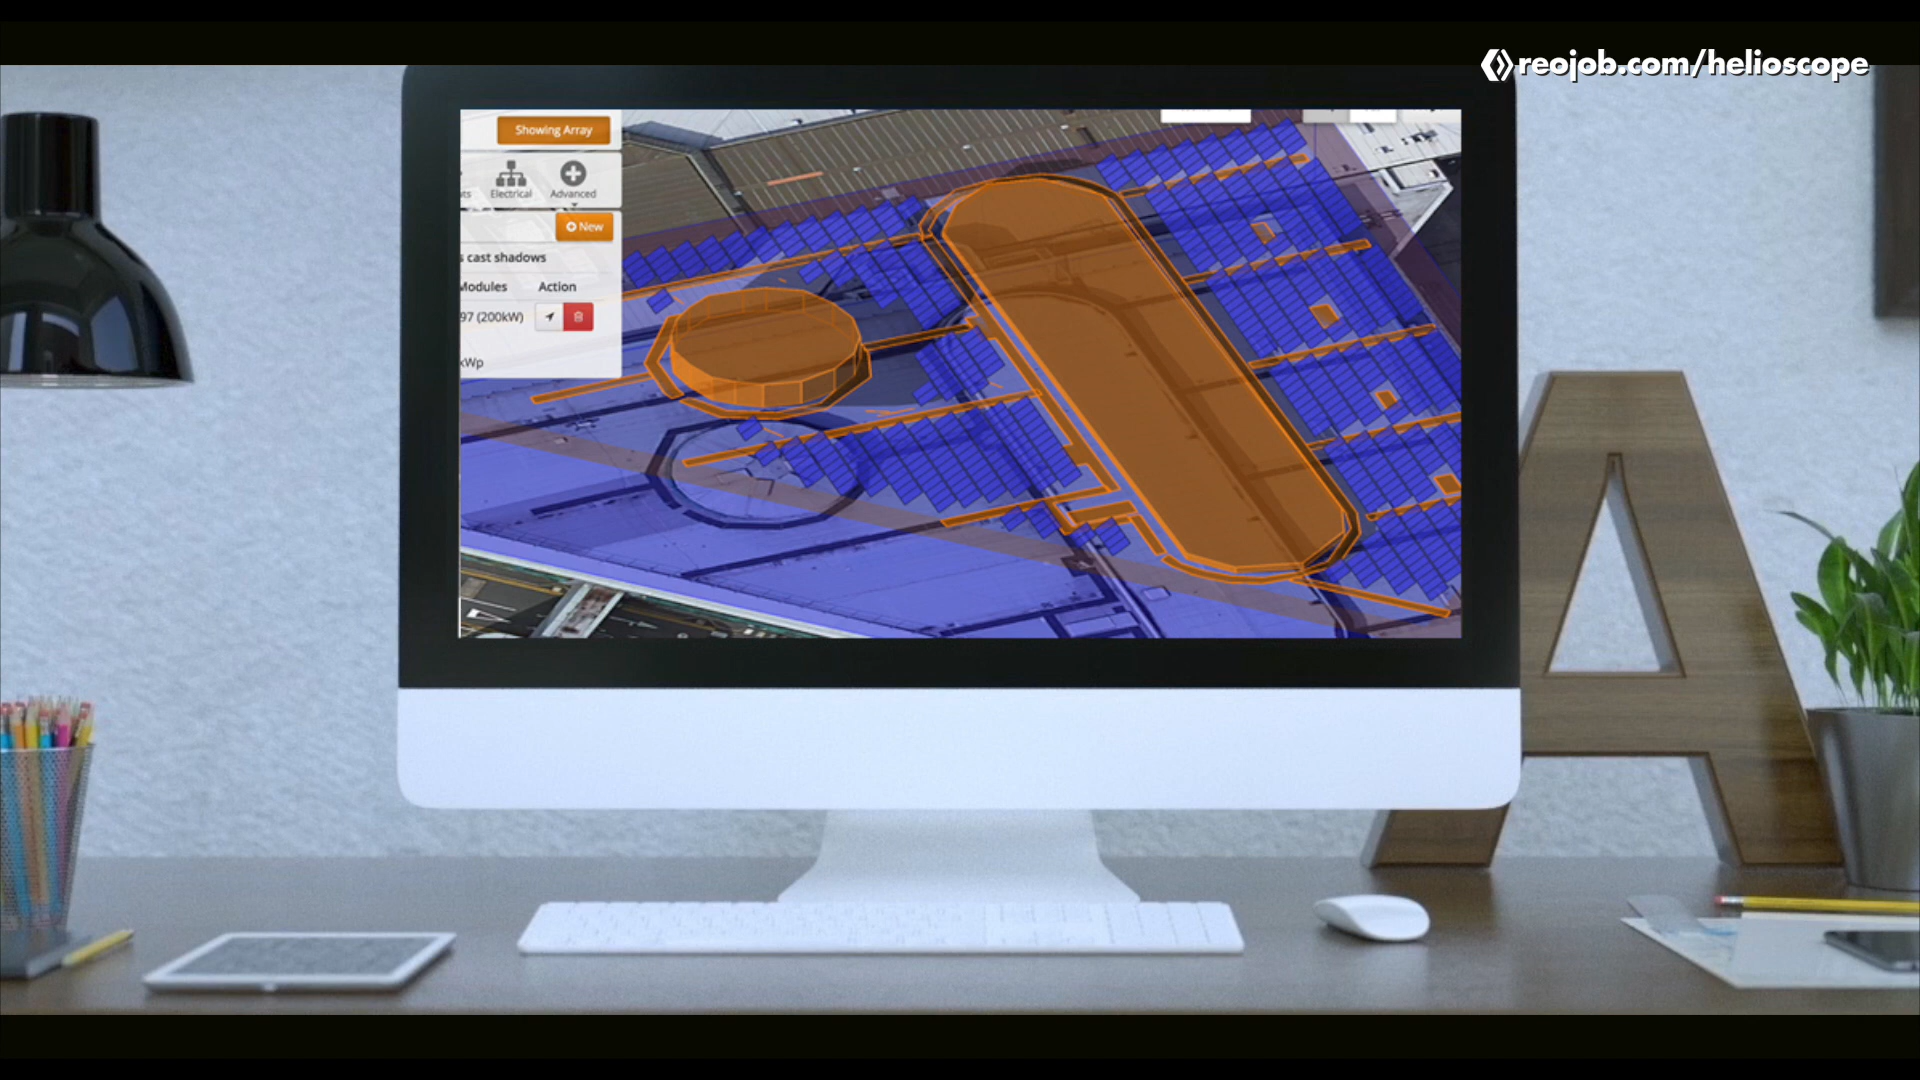 reojob.com/helioscope
Showing Array
Electrical
Advanced
New
cast shadows
Modules
Action
97 (200kW)
kWp